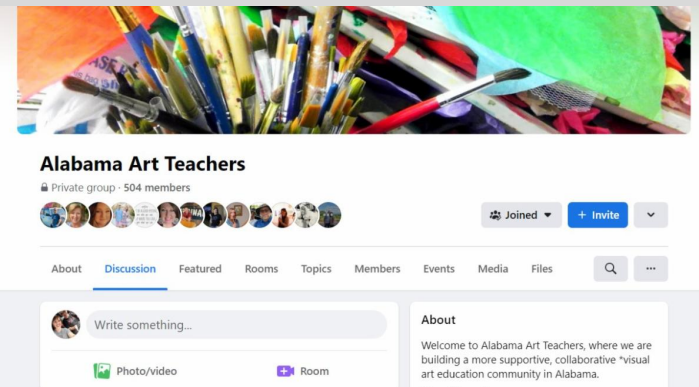 Alabama Art Teachers
Private group · 504 members
Joined
+ Invite
About
Discussion
Featured
Rooms
Topics
Members
Events
Media
Files
Write something...
Photo/video
Room
About
Welcome to Alabama Art Teachers, where we are
building a more supportive, collaborative *visual
art education community in Alabama.